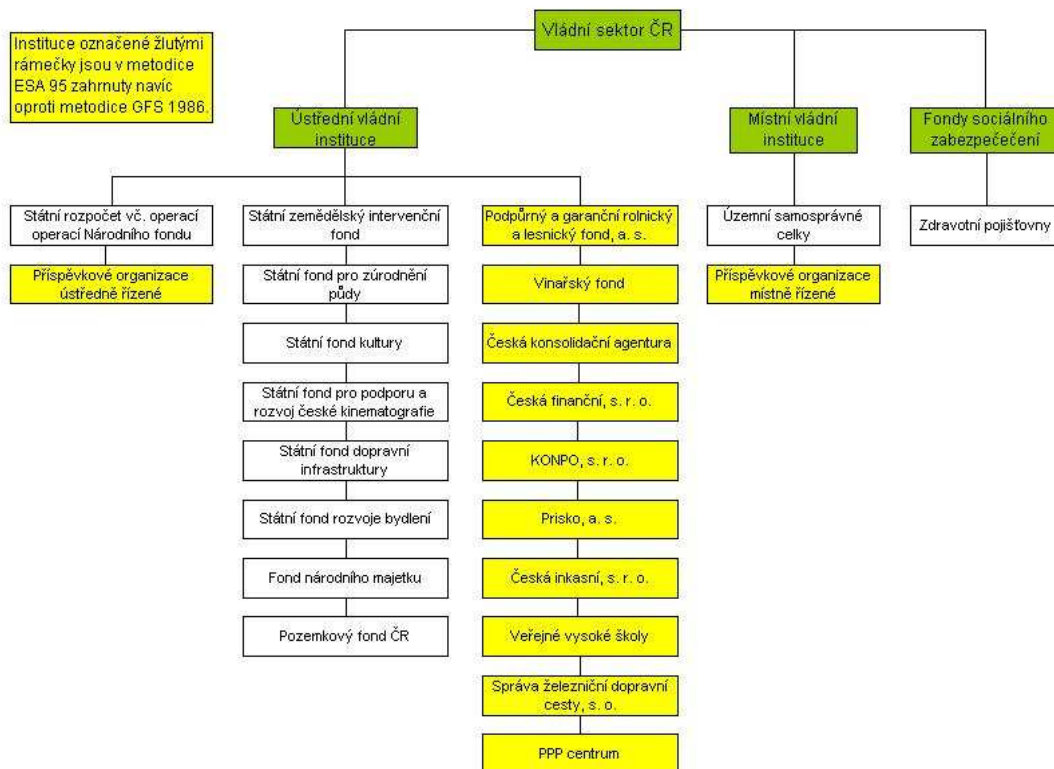 Vládní sektor ČR
Instituce označené žlutými
rámečky jsou v metodice
ESA 95 zahrnuty navíc
oproti metodice GFS 1986.
Ústřední vládní
instituce
Místní vládní
instituce
Fondy sociálního
zabezpečečení
Státní rozpočet vč. operací
operací Národního fondu
Příspěvkové organizace
ústředně řízené
Státní zemědělský intervenční
fond
Státní fond pro zúrodnění
půdy
Státní fond kultury
Státní fond pro podporu a
rozvoj české kinematografie
Státní fond dopravní
infrastruktury
Státní fond rozvoje bydlení
Fond národního majetku
Pozemkový fond ČR
Podpůrný a garanční rolnický
a lesnický fond, a. s.
Vinařský fond
Česká konsolidační agentura
Česká finanční, s. r. o.
KONPO, s. r. o.
Prisko, a. s.
Česká inkasní, s. r. o.
Veřejné vysoké školy
Správa železniční dopravní
cesty, s. o.
PPP centrum
Územní samosprávné
celky
Příspěvkové organizace
místně řízené
Zdravotní pojišťovny